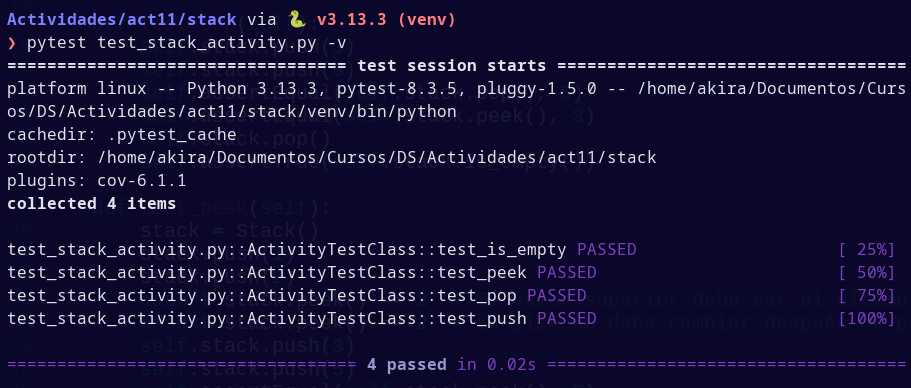 Actividades/act11/stack via 🐍 v3.13.3 (venv)
❯ pytest test_stack_activity.py -v
================================== test session starts ===================================
platform linux -- Python 3.13.3, pytest-8.3.5, pluggy-1.5.0 -- /home/akira/Documentos/Curs
os/DS/Actividades/act11/stack/venv/bin/python
cachedir: .pytest_cache
rootdir: /home/akira/Documentos/Cursos/DS/Actividades/act11/stack
plugins: cov-6.1.1
collected 4 items
test_stack_activity.py::ActivityTestClass::test_is_empty PASSED [ 25%]
test_stack_activity.py::ActivityTestClass::test_peek PASSED [ 50%]
test_stack_activity.py::ActivityTestClass::test_pop PASSED [ 75%]
test_stack_activity.py::ActivityTestClass::test_push PASSED [100%]
=================================== 4 passed in 0.02s ====================================